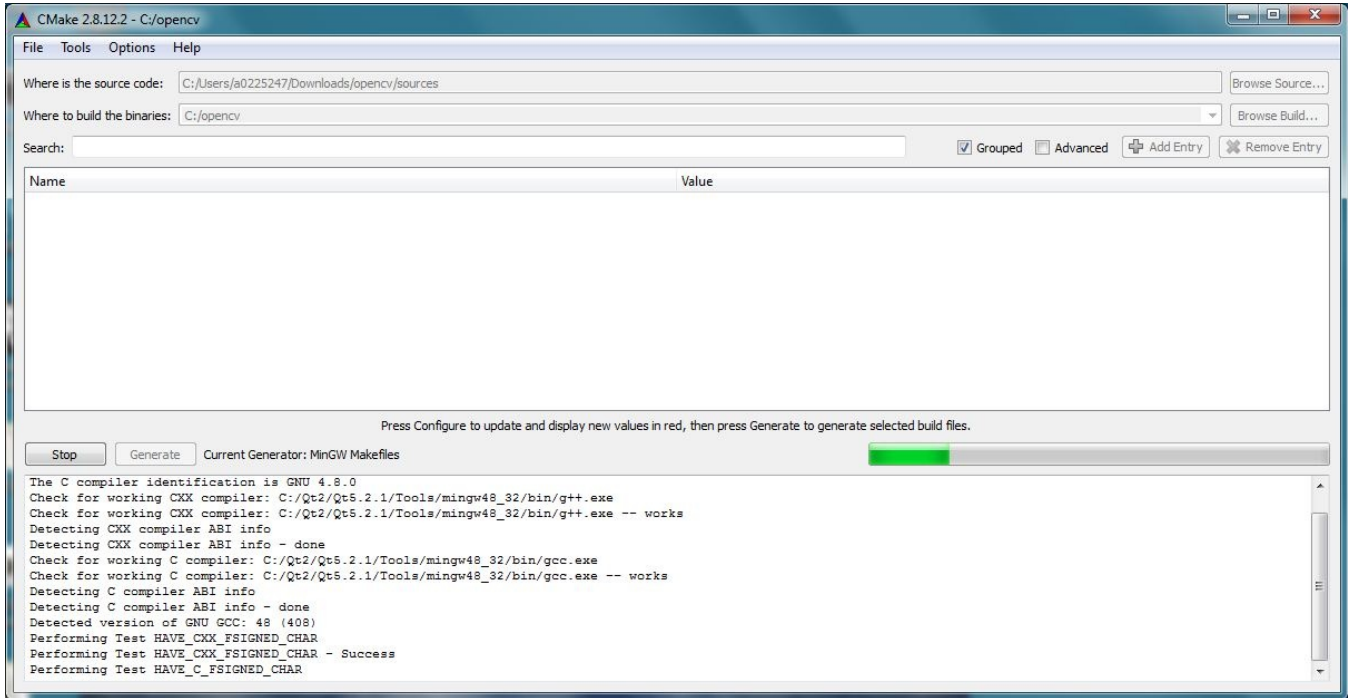 CMake 2.8.12.2 - C:/opencv
File Tools Options Help
Where is the source code: C:/Users/a0225247/Downloads/opencv/sources Browse Source...
Where to build the binaries: C:/opencv Browse Build...
Search: Grouped Advanced Add Entry Remove Entry
Name Value
Press Configure to update and display new values in red, then press Generate to generate selected build files.
Stop Generate Current Generator: MinGW Makefiles
The C compiler identification is GNU 4.8.0
Check for working CXX compiler: C:/Qt2/Qt5.2.1/Tools/mingw48_32/bin/g++.exe
Check for working CXX compiler: C:/Qt2/Qt5.2.1/Tools/mingw48_32/bin/g++.exe -- works
Detecting CXX compiler ABI info
Detecting CXX compiler ABI info - done
Check for working C compiler: C:/Qt2/Qt5.2.1/Tools/mingw48_32/bin/gcc.exe
Check for working C compiler: C:/Qt2/Qt5.2.1/Tools/mingw48_32/bin/gcc.exe -- works
Detecting C compiler ABI info
Detecting C compiler ABI info - done
Detected version of GNU GCC: 48 (408)
Performing Test HAVE_CXX_FSIGNED_CHAR
Performing Test HAVE_CXX_FSIGNED_CHAR - Success
Performing Test HAVE_C_FSIGNED_CHAR